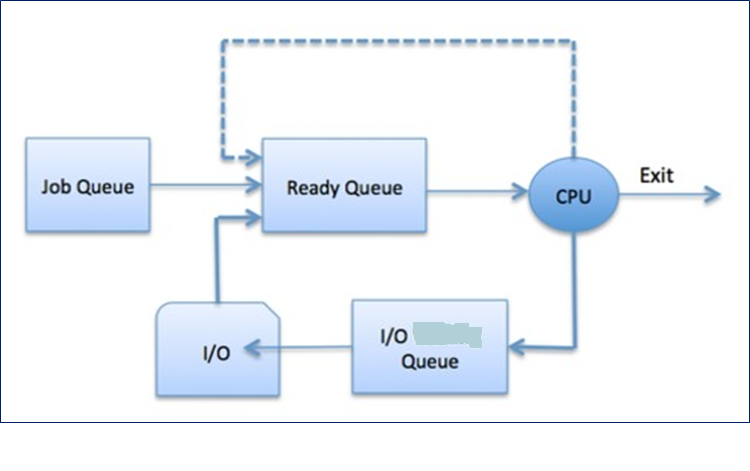 Job Queue
Ready Queue
CPU
Exit
I/O
I/O
Queue